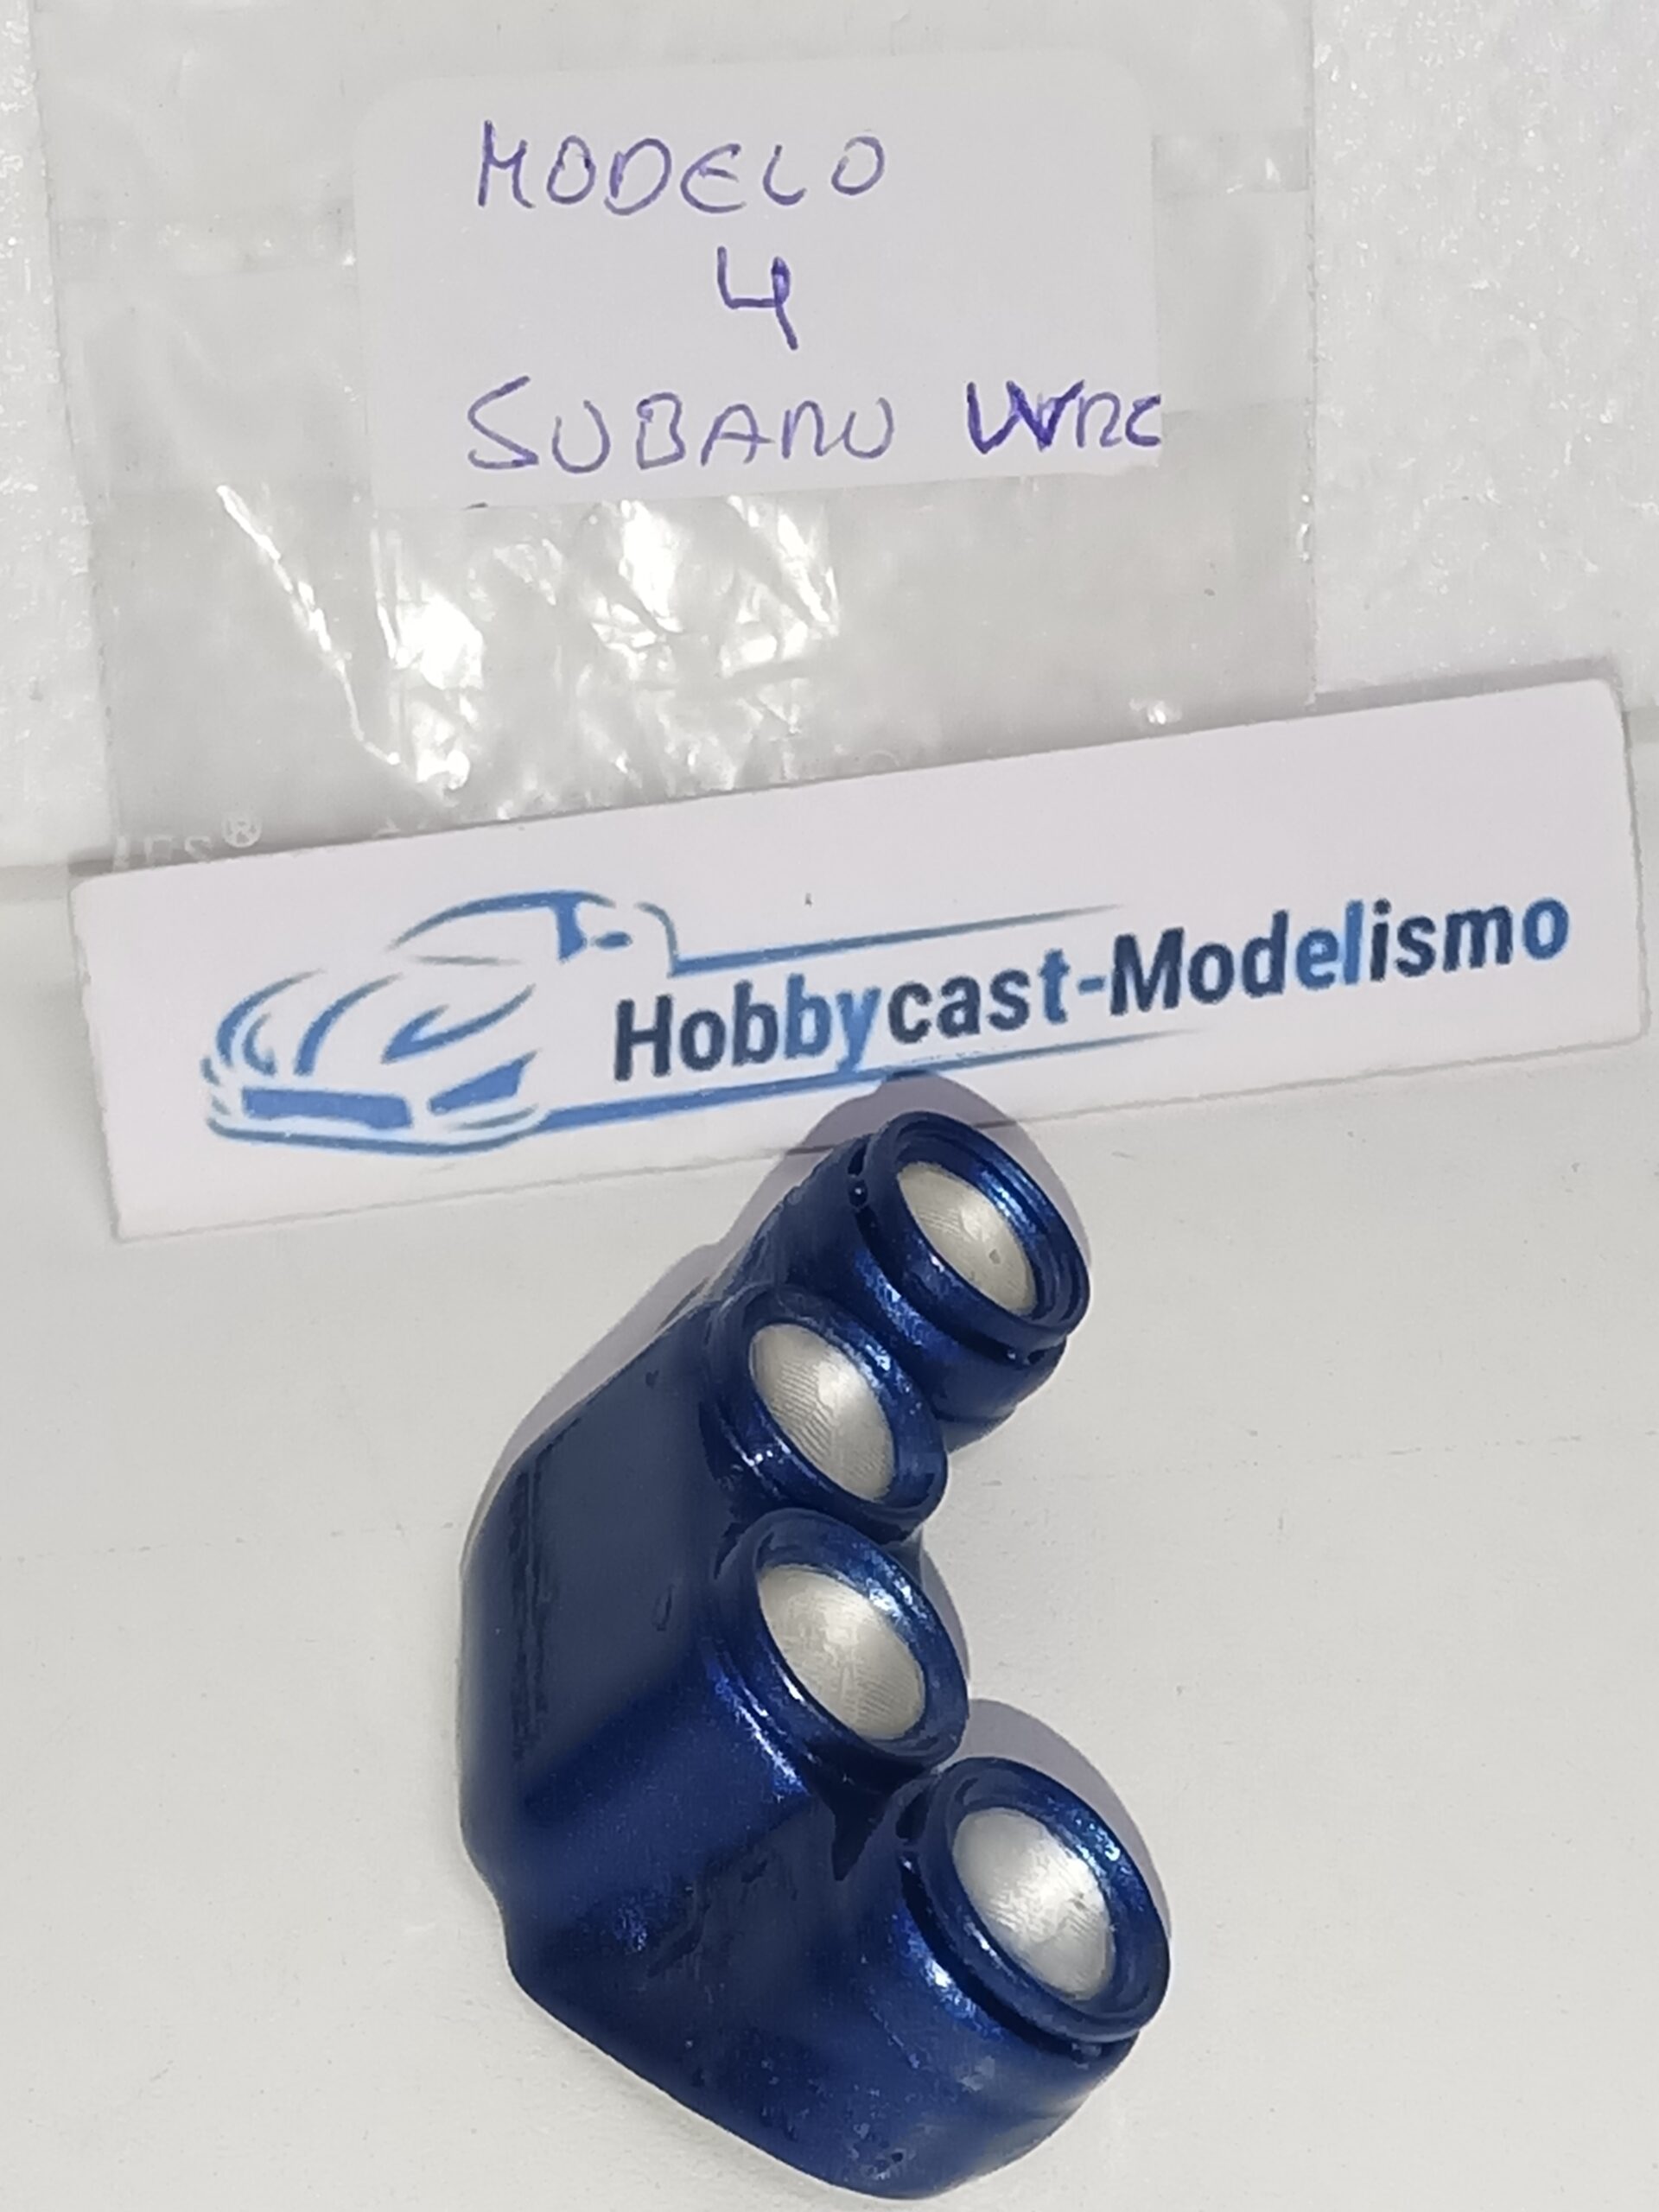 MODELO
4
SUBARU WRC
Hobbycast-Modelismo